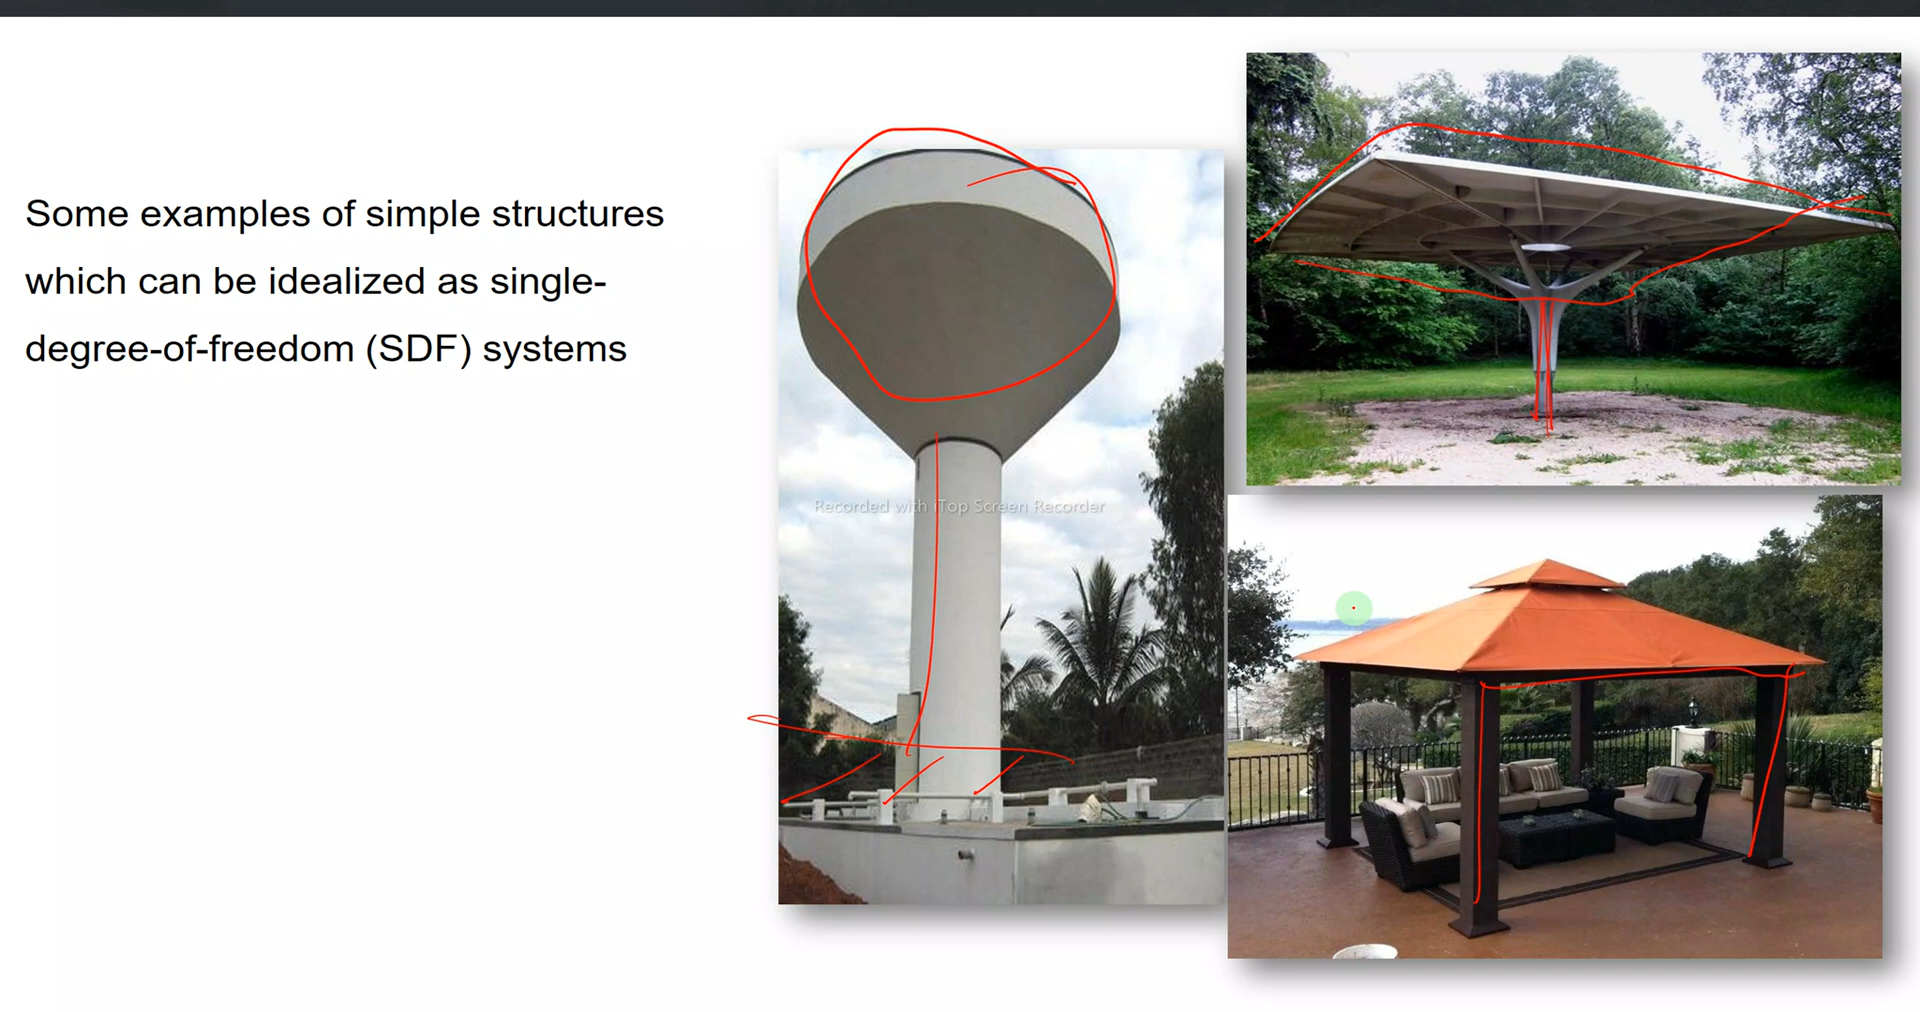 Some examples of simple structures
which can be idealized as single-
degree-of-freedom (SDF) systems
Recorded with iTop Screen Recorder